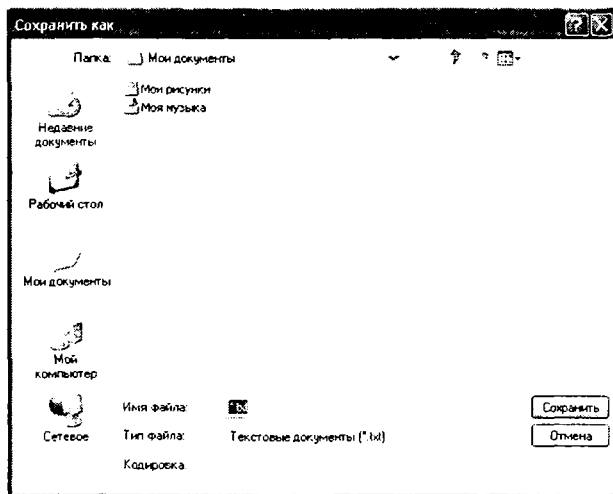 Сохранить как
Папка:
Мои документы
Мои рисунки
Моя музыка
Недавние
документы
Рабочий стол
Мои документы
Мой
компьютер
Сетевое
Имя файла:
*.txt
Сохранить
Тип файла:
Текстовые документы (*.txt)
Отмена
Кодировка: